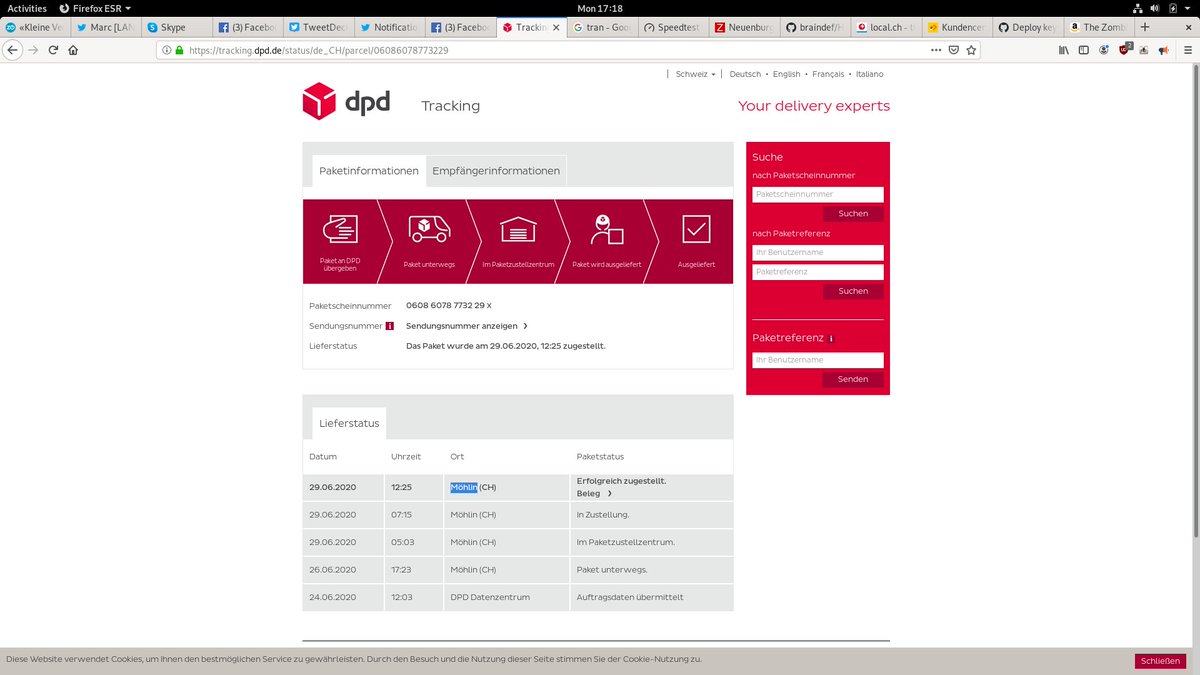 Activities Firefox ESR Mon 17:18
«Kleine Ve Marc [LAN Skype (3) Facebo TweetDec Notificatio (3) Facebo Trackin tran - Goo Speedtest Neuenburg braindef/H local.ch - t Kundencen Deploy key The Zomb
https://tracking.dpd.de/status/de_CH/parcel/06086078773229
Schweiz Deutsch • English • Français • Italiano
dpd Tracking Your delivery experts
Paketinformationen Empfängerinformationen
Paket an DPD übergeben
Paket unterwegs
Im Paketzustellzentrum
Paket wird ausgeliefert
Ausgeliefert
Paketscheinnummer 0608 6078 7732 29 X
Sendungsnummer i Sendungsnummer anzeigen
Lieferstatus Das Paket wurde am 29.06.2020, 12:25 zugestellt.
Suche
nach Paketscheinnummer
Paketscheinnummer
Suchen
nach Paketreferenz
Ihr Benutzername
Paketreferenz
Suchen
Paketreferenz i
Ihr Benutzername
Senden
Lieferstatus
Datum Uhrzeit Ort Paketstatus
29.06.2020 12:25 Möhlin (CH) Erfolgreich zugestellt.
Beleg
29.06.2020 07:15 Möhlin (CH) In Zustellung.
29.06.2020 05:03 Möhlin (CH) Im Paketzustellzentrum.
26.06.2020 17:23 Möhlin (CH) Paket unterwegs.
24.06.2020 12:03 DPD Datenzentrum Auftragsdaten übermittelt
Diese Website verwendet Cookies, um Ihnen den bestmöglichen Service zu gewährleisten. Durch den Besuch und die Nutzung dieser Seite stimmen Sie der Cookie-Nutzung zu. Schließen